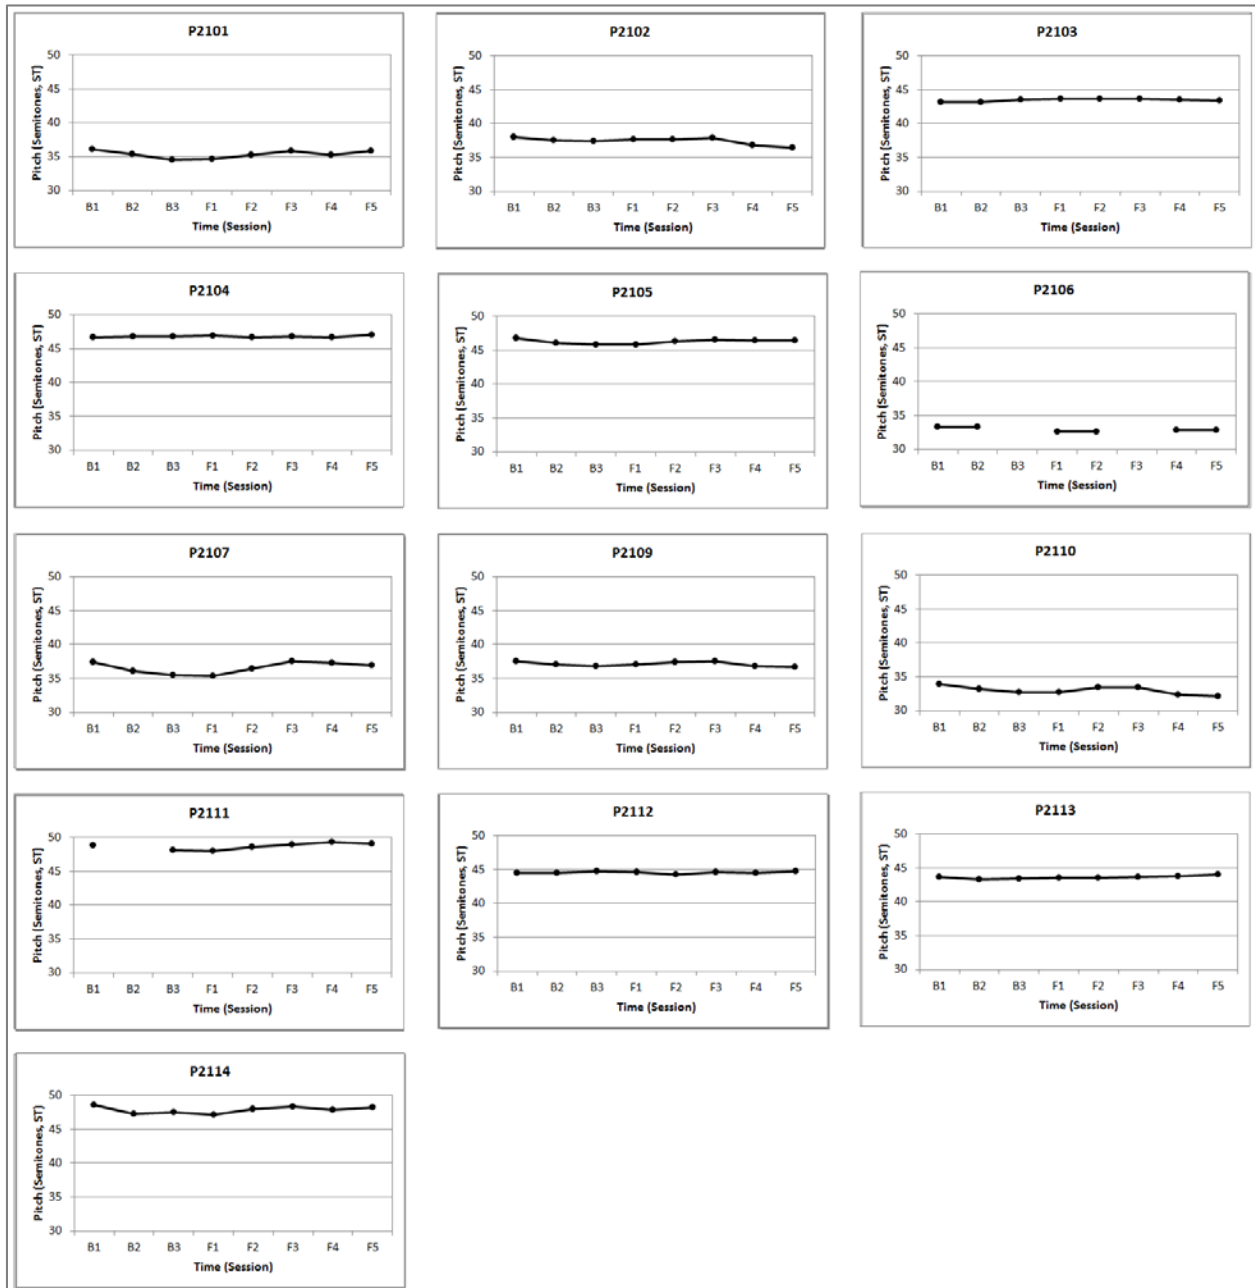 P2101
Pitch (Semitones, ST)
50
45
40
35
30
B1 B2 B3 F1 F2 F3 F4 F5
Time (Session)
P2102
Pitch (Semitones, ST)
50
45
40
35
30
B1 B2 B3 F1 F2 F3 F4 F5
Time (Session)
P2103
Pitch (Semitones, ST)
50
45
40
35
30
B1 B2 B3 F1 F2 F3 F4 F5
Time (Session)
P2104
Pitch (Semitones, ST)
50
45
40
35
30
B1 B2 B3 F1 F2 F3 F4 F5
Time (Session)
P2105
Pitch (Semitones, ST)
50
45
40
35
30
B1 B2 B3 F1 F2 F3 F4 F5
Time (Session)
P2106
Pitch (Semitones, ST)
50
45
40
35
30
B1 B2 B3 F1 F2 F3 F4 F5
Time (Session)
P2107
Pitch (Semitones, ST)
50
45
40
35
30
B1 B2 B3 F1 F2 F3 F4 F5
Time (Session)
P2109
Pitch (Semitones, ST)
50
45
40
35
30
B1 B2 B3 F1 F2 F3 F4 F5
Time (Session)
P2110
Pitch (Semitones, ST)
50
45
40
35
30
B1 B2 B3 F1 F2 F3 F4 F5
Time (Session)
P2111
Pitch (Semitones, ST)
50
45
40
35
30
B1 B2 B3 F1 F2 F3 F4 F5
Time (Session)
P2112
Pitch (Semitones, ST)
50
45
40
35
30
B1 B2 B3 F1 F2 F3 F4 F5
Time (Session)
P2113
Pitch (Semitones, ST)
50
45
40
35
30
B1 B2 B3 F1 F2 F3 F4 F5
Time (Session)
P2114
Pitch (Semitones, ST)
50
45
40
35
30
B1 B2 B3 F1 F2 F3 F4 F5
Time (Session)